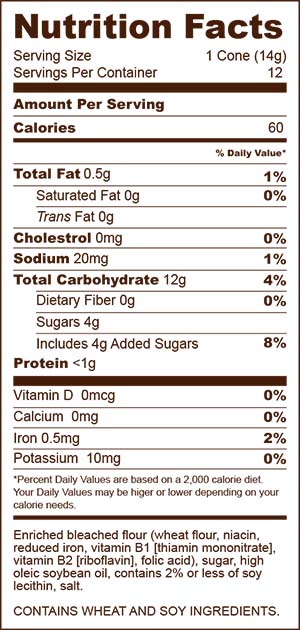 Nutrition Facts
Serving Size 1 Cone (14g)
Servings Per Container 12
Amount Per Serving
Calories 60
% Daily Value*
Total Fat 0.5g 1%
Saturated Fat 0g 0%
Trans Fat 0g
Cholestrol 0mg 0%
Sodium 20mg 1%
Total Carbohydrate 12g 4%
Dietary Fiber 0g 0%
Sugars 4g
Includes 4g Added Sugars 8%
Protein <1g
Vitamin D 0mcg 0%
Calcium 0mg 0%
Iron 0.5mg 2%
Potassium 10mg 0%
*Percent Daily Values are based on a 2,000 calorie diet.
Your Daily Values may be higer or lower depending on your
calorie needs.
Enriched bleached flour (wheat flour, niacin,
reduced iron, vitamin B1 [thiamin mononitrate],
vitamin B2 [riboflavin], folic acid), sugar, high
oleic soybean oil, contains 2% or less of soy
lecithin, salt.
CONTAINS WHEAT AND SOY INGREDIENTS.